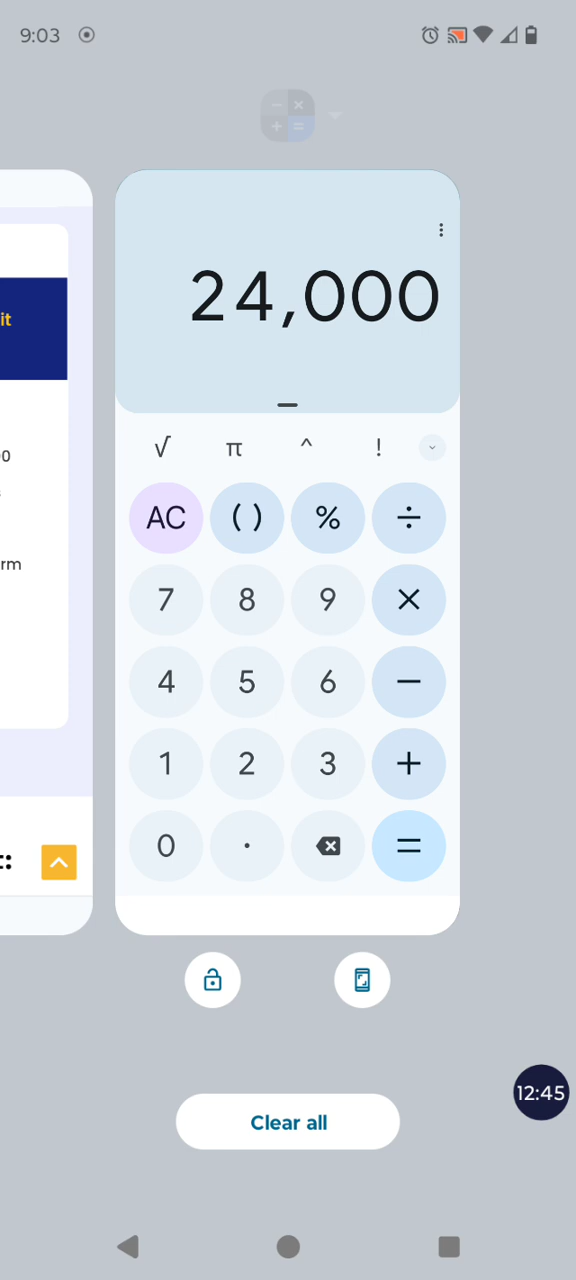 9:03
it
24,000
√ π ^ !
AC ( ) % ÷
0
7 8 9 ×
rm
4 5 6 −
1 2 3 +
0 · =
12:45
Clear all